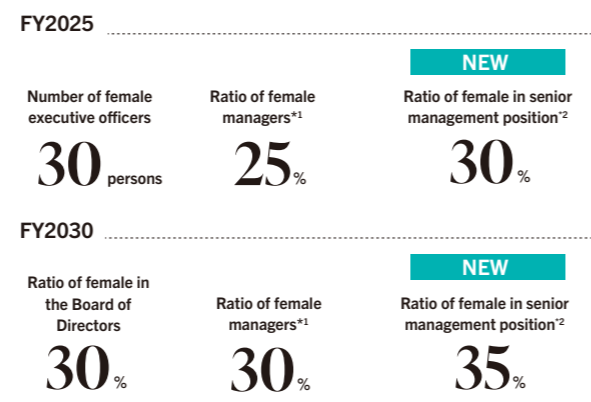 FY2025
NEW
Number of female
executive officers
30 persons
Ratio of female
managers*1
25%
Ratio of female in senior
management position*2
30%
FY2030
NEW
Ratio of female in
the Board of
Directors
30%
Ratio of female
managers*1
30%
Ratio of female in senior
management position*2
35%